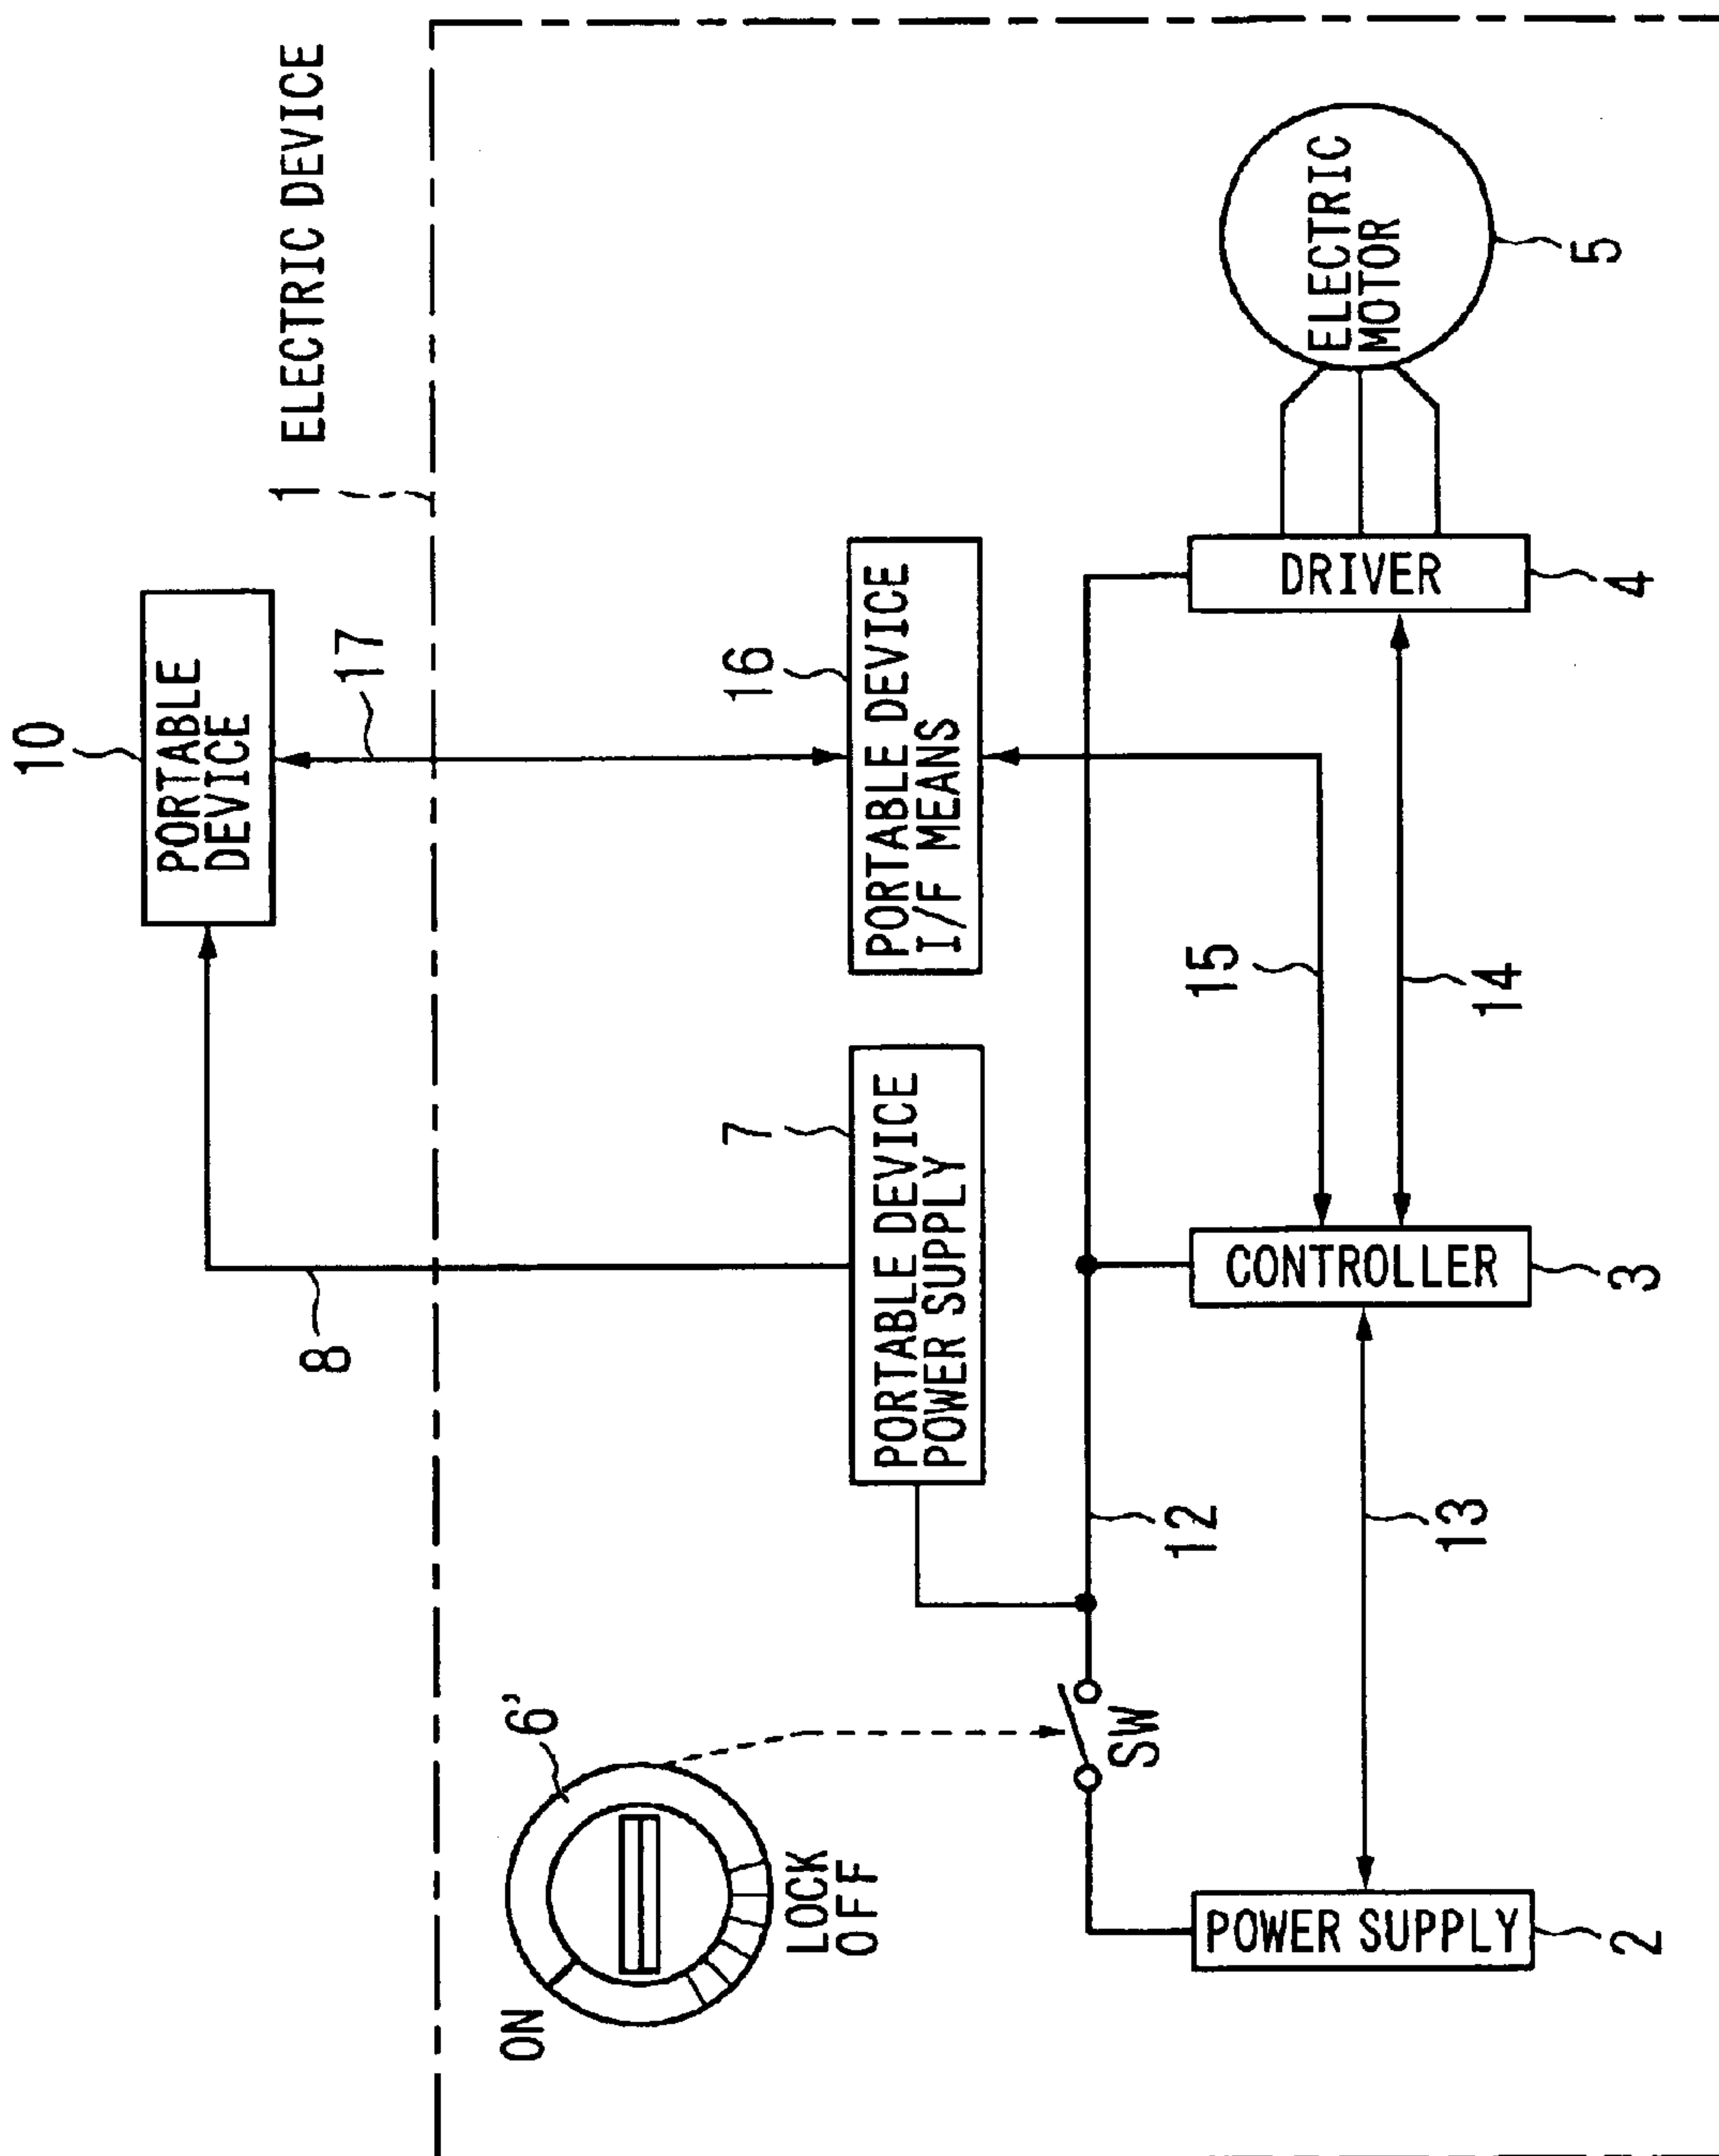 10
PORTABLE
DEVICE
17
1 ELECTRIC DEVICE
8
6'
ON
LOCK
OFF
7
PORTABLE DEVICE
POWER SUPPLY
16
PORTABLE DEVICE
I/F MEANS
SW
12
15
POWER SUPPLY
2
13
CONTROLLER
3
14
DRIVER
4
ELECTRIC
MOTOR
5